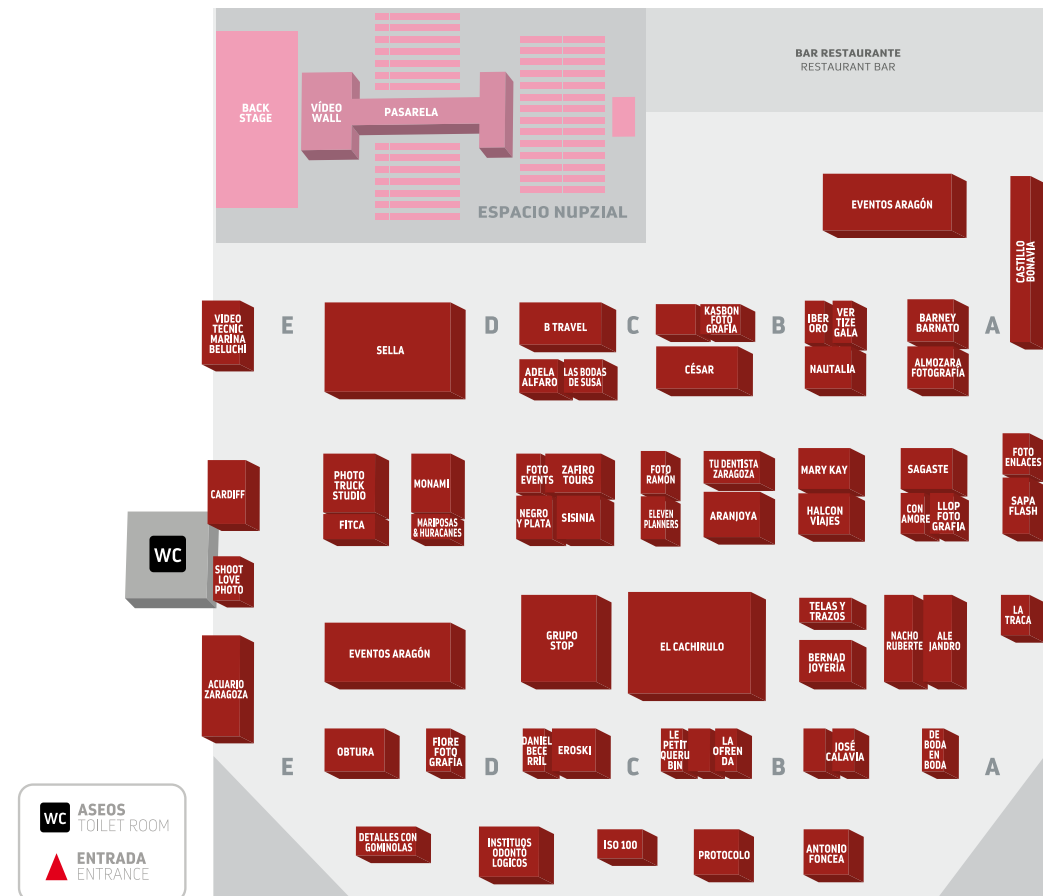 BAR RESTAURANTE
RESTAURANT BAR
BACK
STAGE
VÍDEO
WALL
PASARELA
ESPACIO NUPZIAL
EVENTOS ARAGÓN
CASTILLO
BONAVIA
VIDEO
TECNIC
MARINA
BELUCHI
E
SELLA
D
B TRAVEL
ADELA
ALFARO
LAS BODAS
DE SUSA
C
KASBON
FOTO
GRAFÍA
CÉSAR
B
IBER
ORO
VER
TIZE
GALA
NAUTALIA
BARNEY
BARNATO
ALMOZARA
FOTOGRAFÍA
A
CARDIFF
PHOTO
TRUCK
STUDIO
FITCA
MONAMI
MARIPOSAS
& HURACANES
FOTO
EVENTS
ZAFIRO
TOURS
NEGRO
Y PLATA
SISINIA
FOTO
RAMÓN
ELEVEN
PLANNERS
TU DENTISTA
ZARAGOZA
ARANJOYA
MARY KAY
HALCON
VIAJES
SAGASTE
CON
AMORE
LLOP
FOTO
GRAFIA
FOTO
ENLACES
SAPA
FLASH
WC
SHOOT
LOVE
PHOTO
ACUARIO
ZARAGOZA
EVENTOS ARAGÓN
GRUPO
STOP
EL CACHIRULO
TELAS Y
TRAZOS
BERNAD
JOYERÍA
NACHO
RUBERTE
ALE
JANDRO
LA
TRACA
E
OBTURA
FIORE
FOTO
GRAFÍA
D
DANIEL
BECE
RRIL
EROSKI
C
LE
PETIT
QUERU
BIN
LA
OFREN
DA
B
JOSÉ
CALAVIA
DE
BODA
EN
BODA
A
DETALLES CON
GOMINOLAS
INSTITUOS
ODONTÓ
LOGICOS
ISO 100
PROTOCOLO
ANTONIO
FONCEA
WC ASEOS
TOILET ROOM
ENTRADA
ENTRANCE